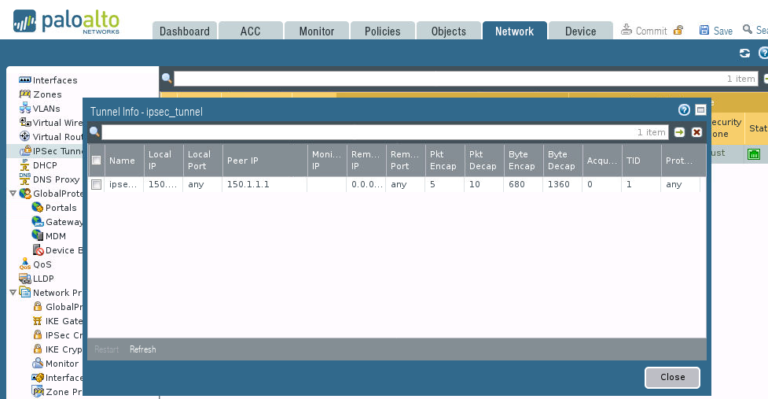 paloalto
NETWORKS
Dashboard ACC Monitor Policies Objects Network Device Commit Save
1 item
Interfaces
Zones
VLANs
Virtual Wire
Virtual Rout
IPSec Tunne
DHCP
DNS Proxy
GlobalProte
Portals
Gateway
MDM
Device B
QoS
LLDP
Network Pr
GlobalPr
IKE Gate
IPSec Cr
IKE Cryp
Monitor
Interface
Zone Pr
Tunnel Info - ipsec_tunnel
1 item
Name Local IP Local Port Peer IP Moni... IP Rem... IP Rem... Port Pkt Encap Pkt Decap Byte Encap Byte Decap Acqu... TID Prot...
ipse... 150.... any 150.1.1.1 0.0.0... any 5 10 680 1360 0 1 any
Restart Refresh
Close
ecurity
one
Stat
ust